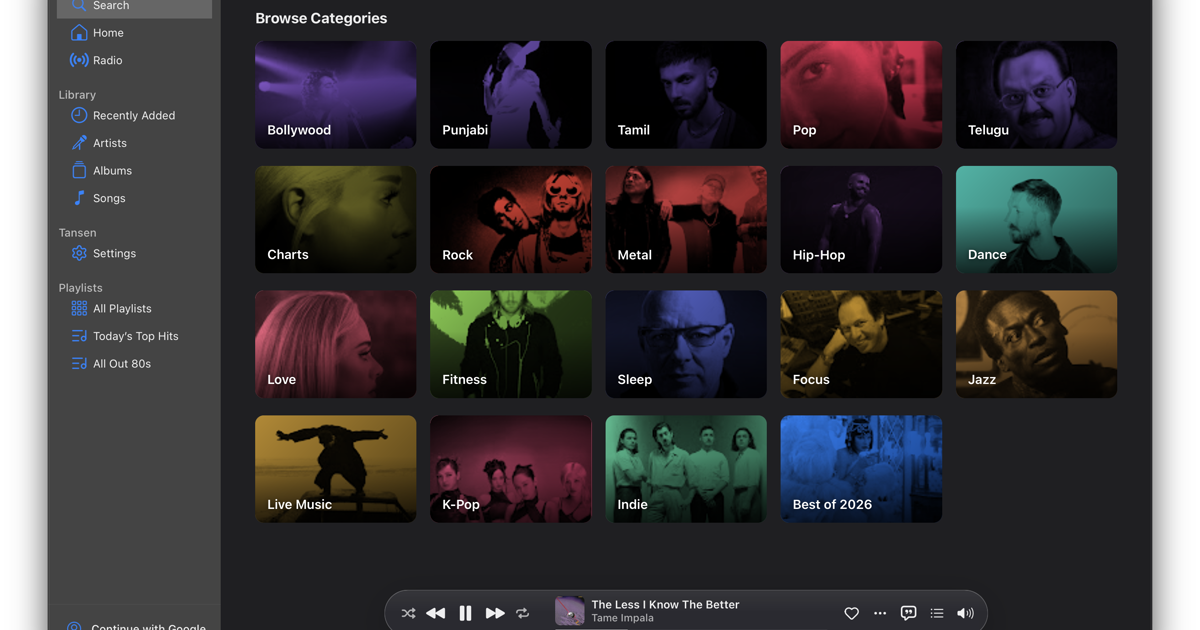 Search
Home
Radio
Library
Recently Added
Artists
Albums
Songs
Tansen
Settings
Playlists
All Playlists
Today's Top Hits
All Out 80s
Continue with Google
Browse Categories
Bollywood
Punjabi
Tamil
Pop
Telugu
Charts
Rock
Metal
Hip-Hop
Dance
Love
Fitness
Sleep
Focus
Jazz
Live Music
K-Pop
Indie
Best of 2026
The Less I Know The Better
Tame Impala